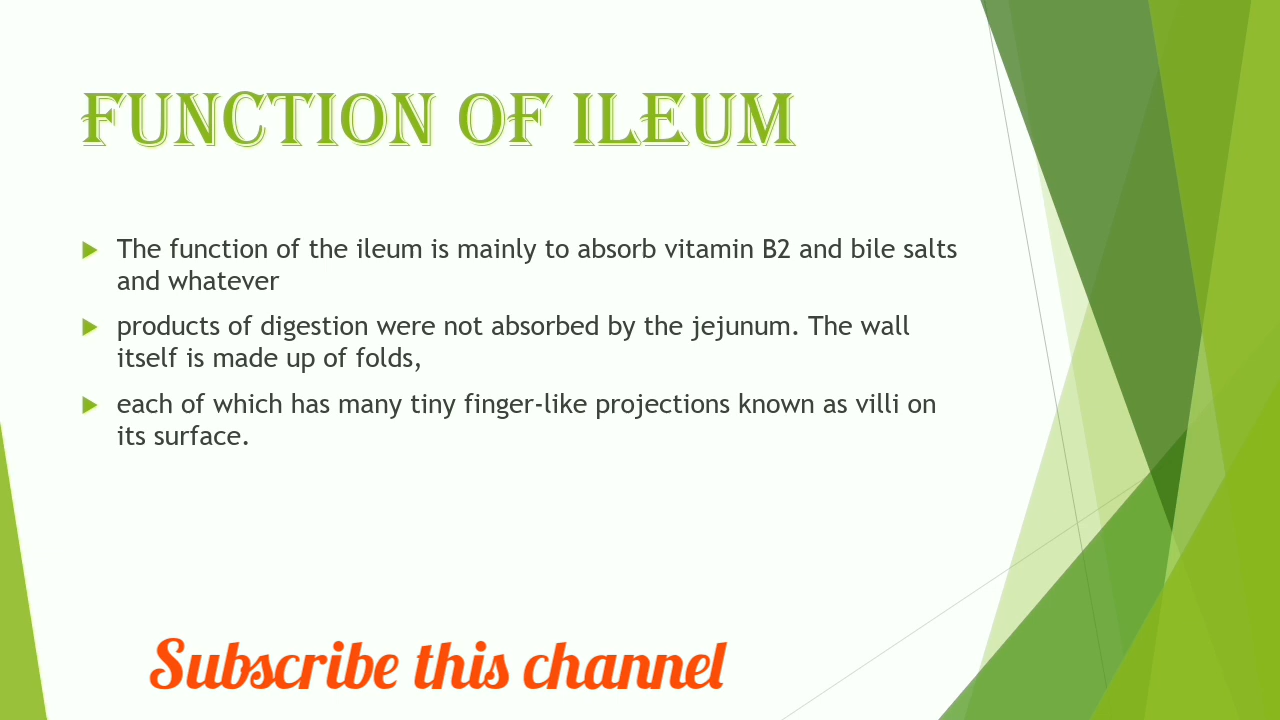 FUNCTION OF ILEUM
The function of the ileum is mainly to absorb vitamin B2 and bile salts
and whatever
products of digestion were not absorbed by the jejunum. The wall
itself is made up of folds,
each of which has many tiny finger-like projections known as villi on
its surface.
Subscribe this channel